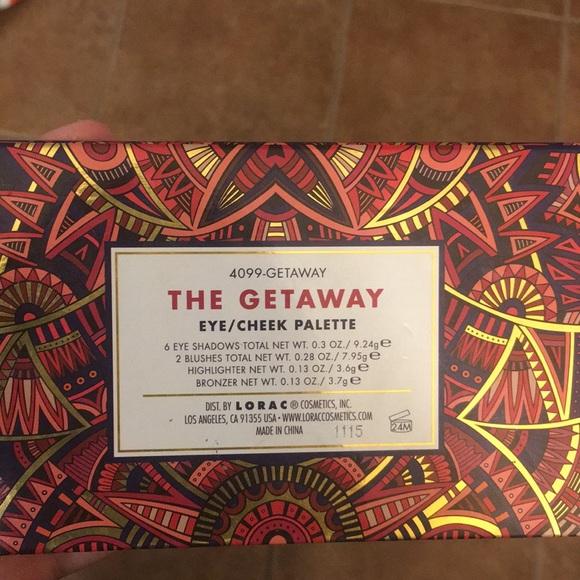 4099-GETAWAY
THE GETAWAY
EYE/CHEEK PALETTE
6 EYE SHADOWS TOTAL NET WT. 0.3 OZ./ 9.24g℮
2 BLUSHES TOTAL NET WT. 0.28 OZ./ 7.95g℮
HIGHLIGHTER NET WT. 0.13 OZ./ 3.6g℮
BRONZER NET WT. 0.13 OZ./ 3.7g℮
DIST. BY LORAC® COSMETICS, INC.
LOS ANGELES, CA 91355 USA • WWW.LORACCOSMETICS.COM
MADE IN CHINA 1115 24M